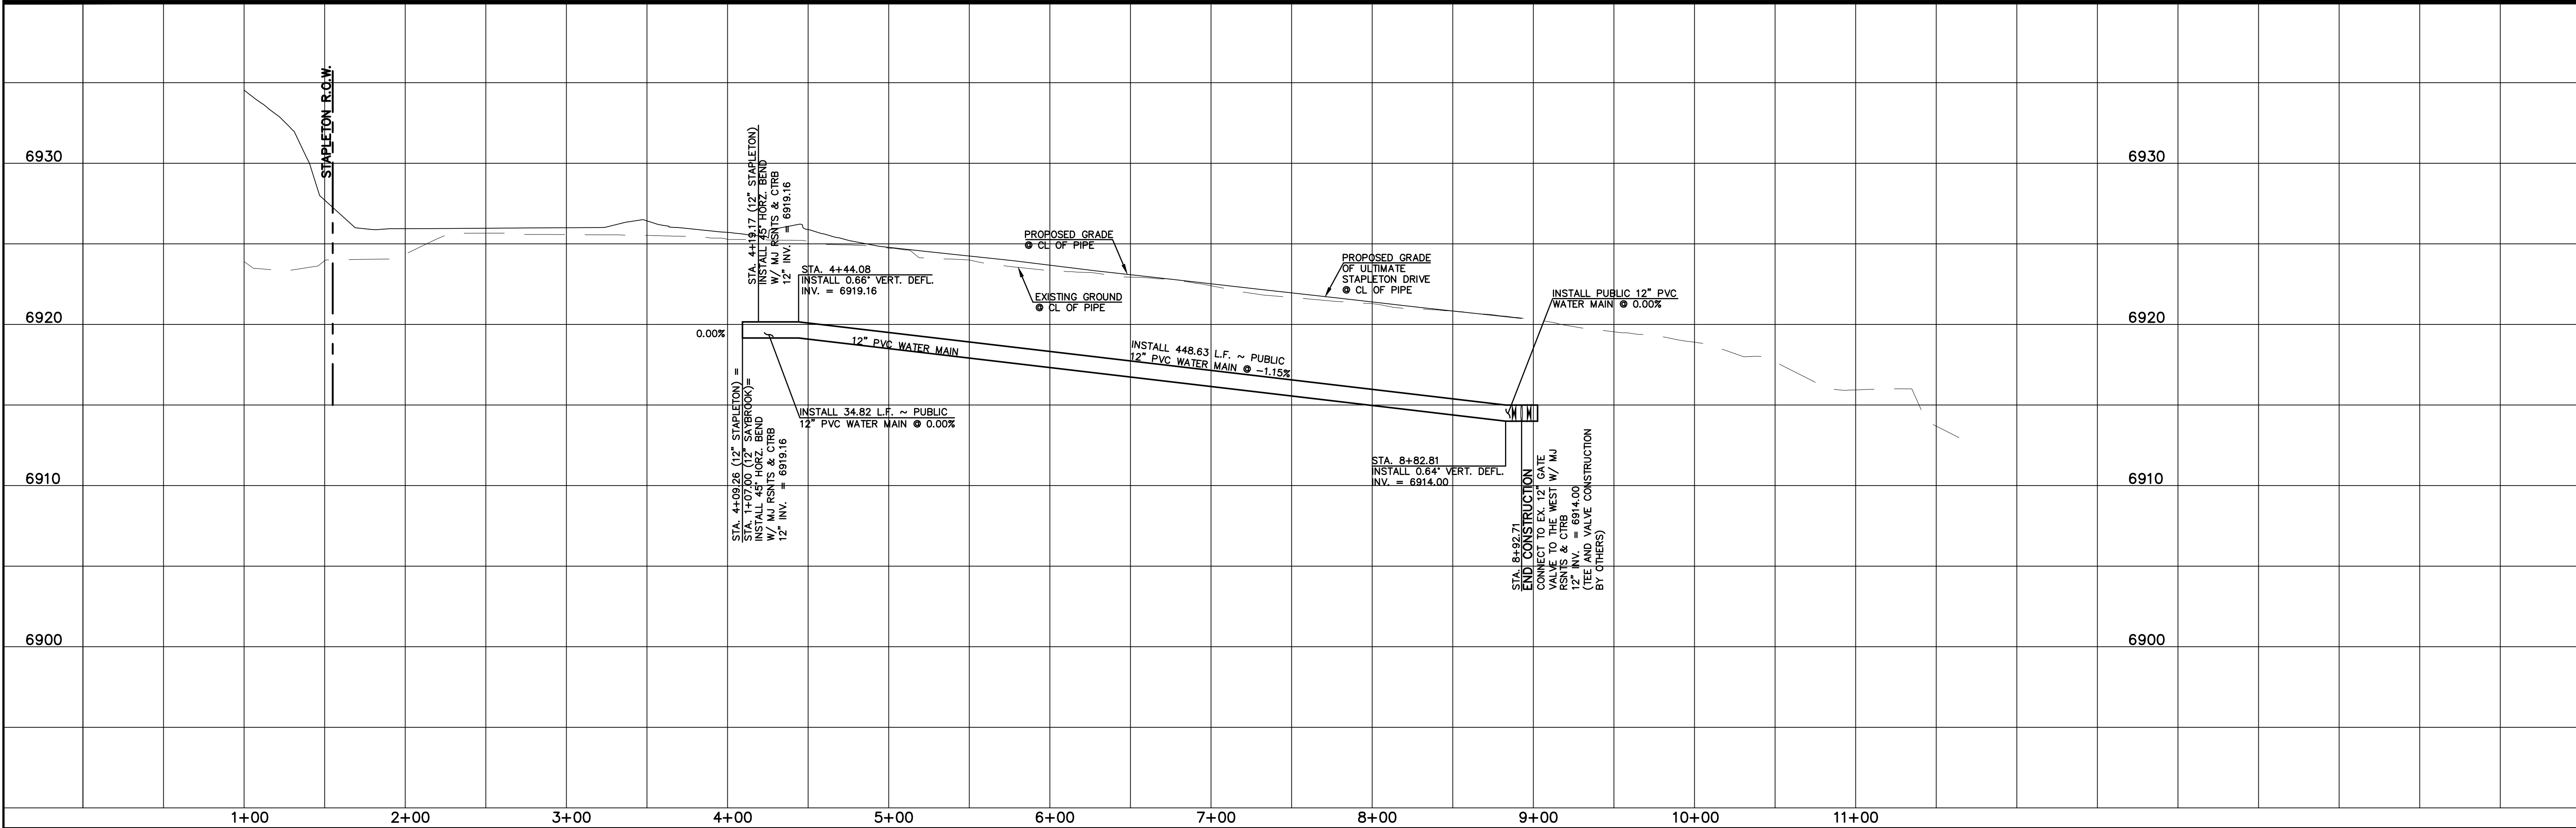 STAPLETON R.O.W.
6930
6930
6920
6920
6910
6910
6900
6900
STA. 4+19.17 (12" STAPLETON)
INSTALL 45° HORZ. BEND
W/ MJ RSNTS & CTRB
12" INV. = 6919.16
STA. 4+44.08
INSTALL 0.66° VERT. DEFL.
INV. = 6919.16
PROPOSED GRADE
@ CL OF PIPE
EXISTING GROUND
@ CL OF PIPE
PROPOSED GRADE
OF ULTIMATE
STAPLETON DRIVE
@ CL OF PIPE
INSTALL PUBLIC 12" PVC
WATER MAIN @ 0.00%
0.00%
12" PVC WATER MAIN
INSTALL 448.63 L.F. ~ PUBLIC
12" PVC WATER MAIN @ -1.15%
STA. 4+09.26 (12" STAPLETON) =
STA. 1+07.00 (12" SAYBROOK)=
INSTALL 45° HORZ. BEND
W/ MJ RSNTS & CTRB
12" INV. = 6919.16
INSTALL 34.82 L.F. ~ PUBLIC
12" PVC WATER MAIN @ 0.00%
STA. 8+82.81
INSTALL 0.64° VERT. DEFL.
INV. = 6914.00
STA. 8+92.71
END CONSTRUCTION
CONNECT TO EX. 12" GATE
VALVE TO THE WEST W/ MJ
RSNTS & CTRB
12" INV. = 6914.00
(TEE AND VALVE CONSTRUCTION
BY OTHERS)
1+00
2+00
3+00
4+00
5+00
6+00
7+00
8+00
9+00
10+00
11+00